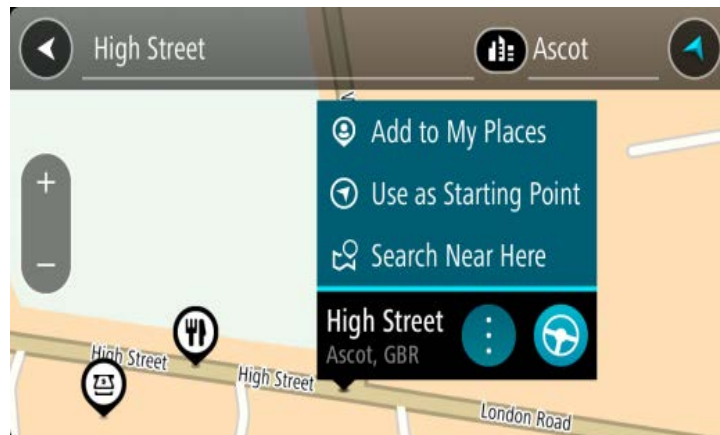 High Street
Ascot
Add to My Places
Use as Starting Point
Search Near Here
High Street
Ascot, GBR
High Street
High Street
London Road